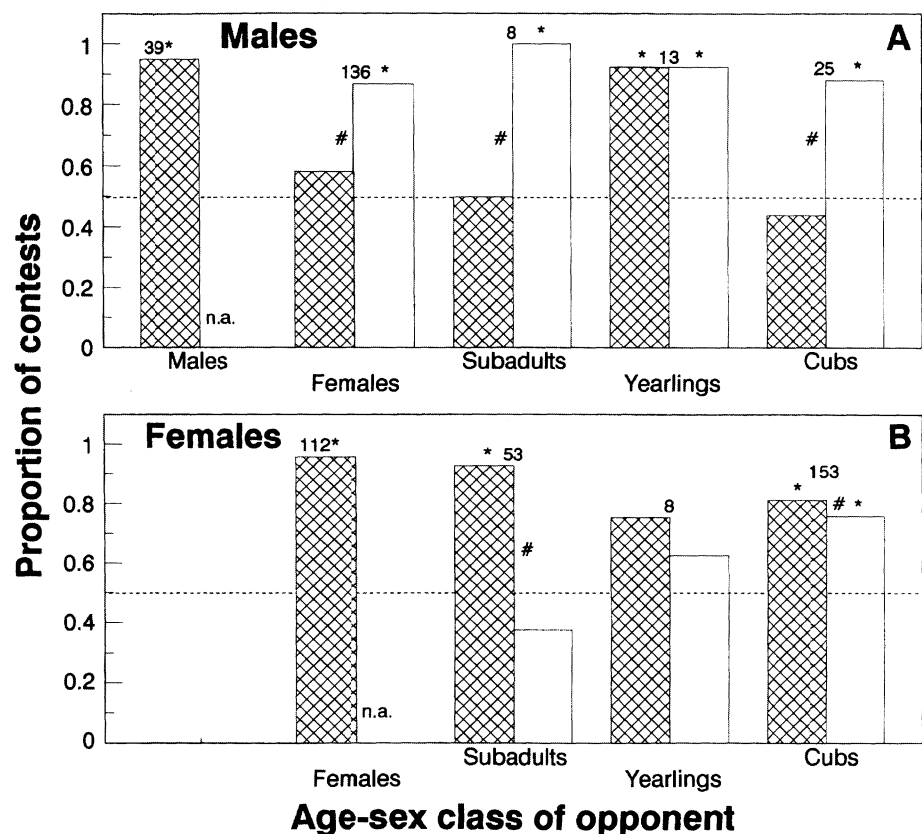 Proportion of contests
Males A
1
0.8
0.6
0.4
0.2
0
39*
136 *
8 *
* 13 *
25 *
# # #
n.a.
Males Subadults Cubs
Females Yearlings
Females B
1
0.8
0.6
0.4
0.2
0
112*
* 53
8
153
* # *
#
n.a.
Subadults Cubs
Females Yearlings
Age-sex class of opponent